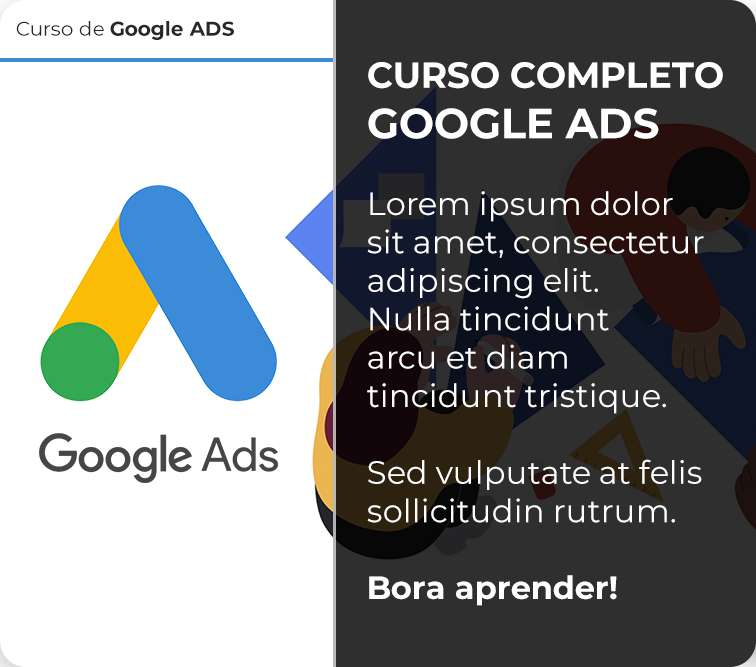 Curso de Google ADS
Google Ads
CURSO COMPLETO
GOOGLE ADS
Lorem ipsum dolor
sit amet, consectetur
adipiscing elit.
Nulla tincidunt
arcu et diam
tincidunt tristique.
Sed vulputate at felis
sollicitudin rutrum.
Bora aprender!